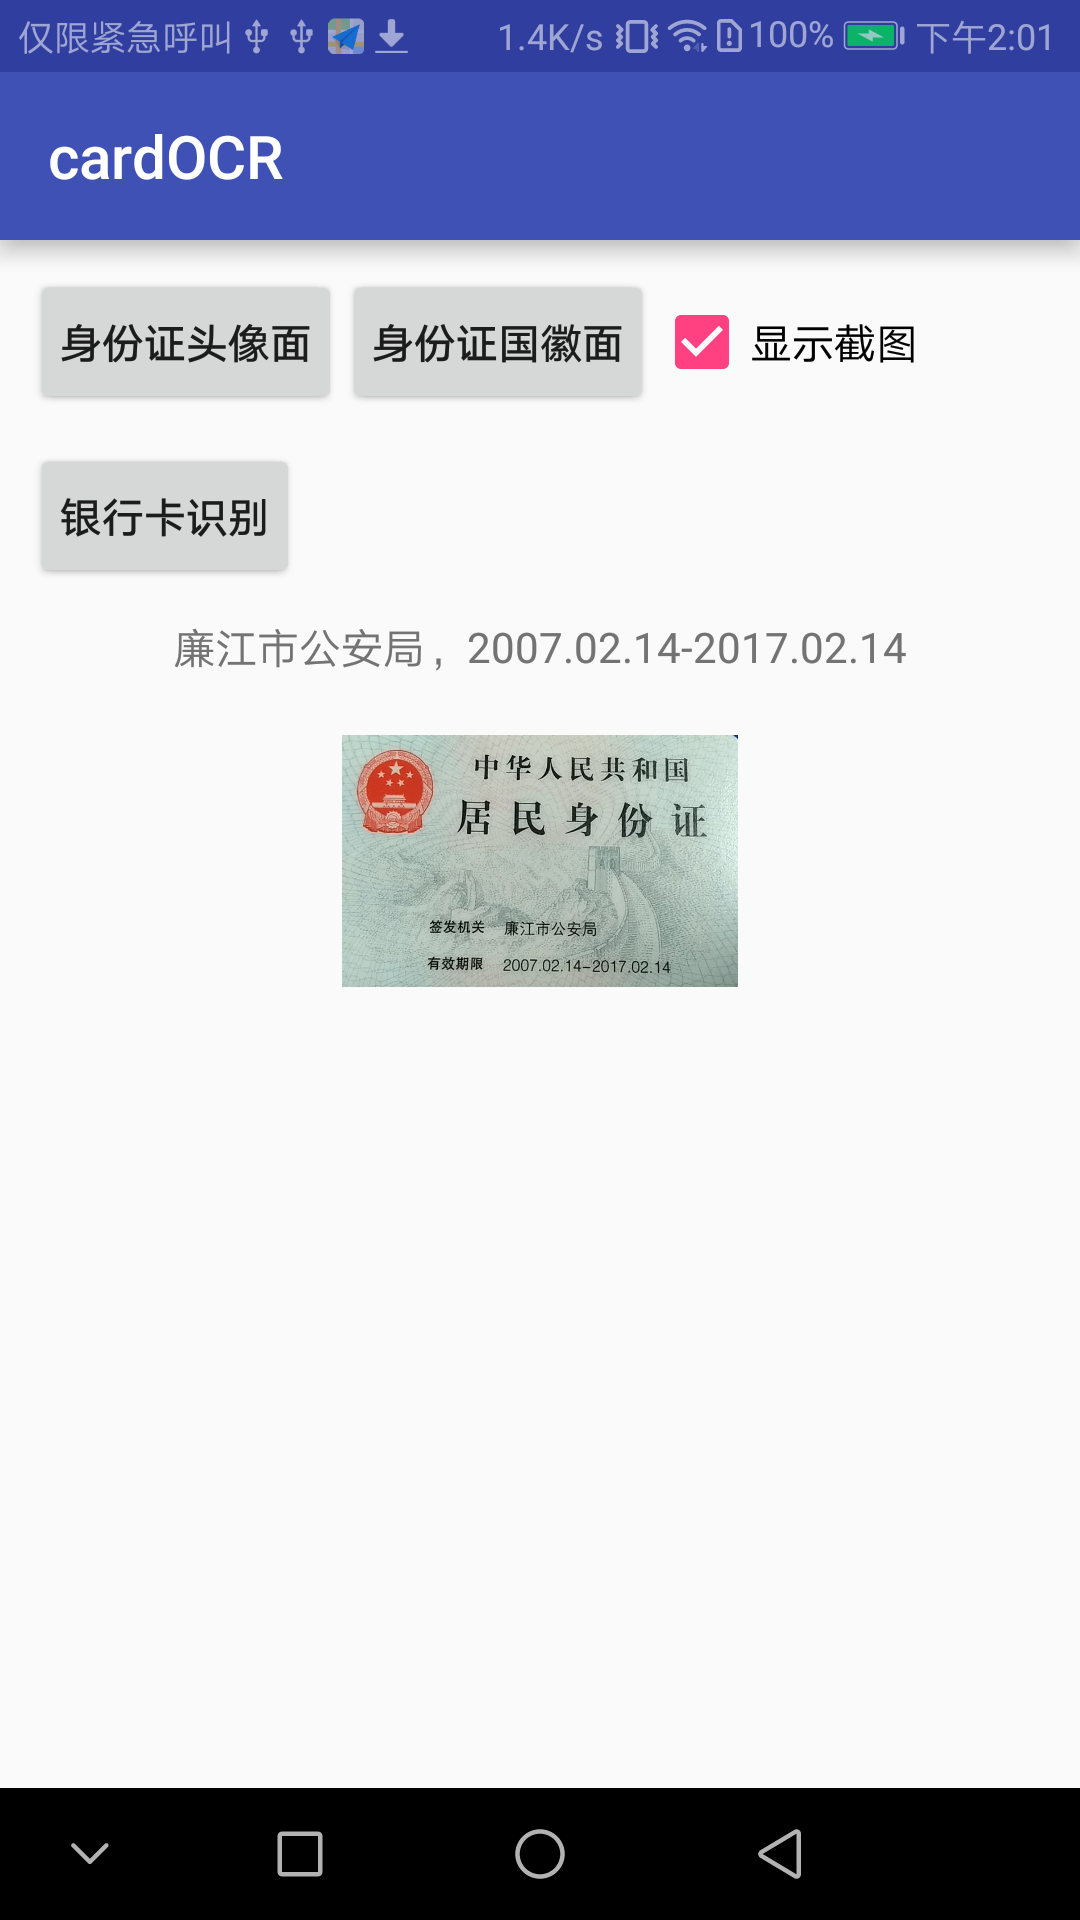 仅限紧急呼叫 1.4K/s 100% 下午2:01
cardOCR
身份证头像面 身份证国徽面 显示截图
银行卡识别
廉江市公安局，2007.02.14-2017.02.14
中华人民共和国
居民身份证
签发机关 廉江市公安局
有效期限 2007.02.14-2017.02.14